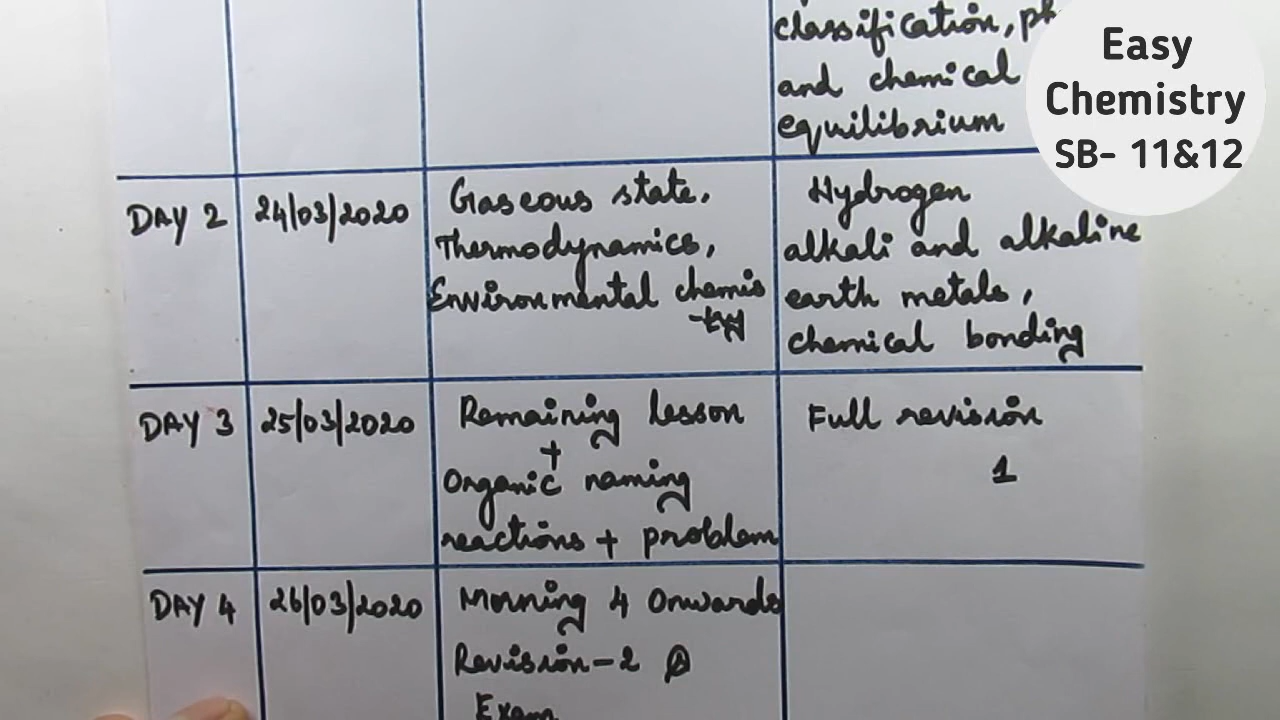 classification,
and chemical
equilibrium
Easy
Chemistry
SB- 11&12
DAY 2
24/03/2020
Gaseous state,
Thermodynamics,
Environmental chemis
-try
Hydrogen
alkali and alkaline
earth metals,
chemical bonding
DAY 3
25/03/2020
Remaining lesson
+
Organic naming
reactions + problem
Full revision
1
DAY 4
26/03/2020
Morning 4 Onwards
Revision-2
Exam